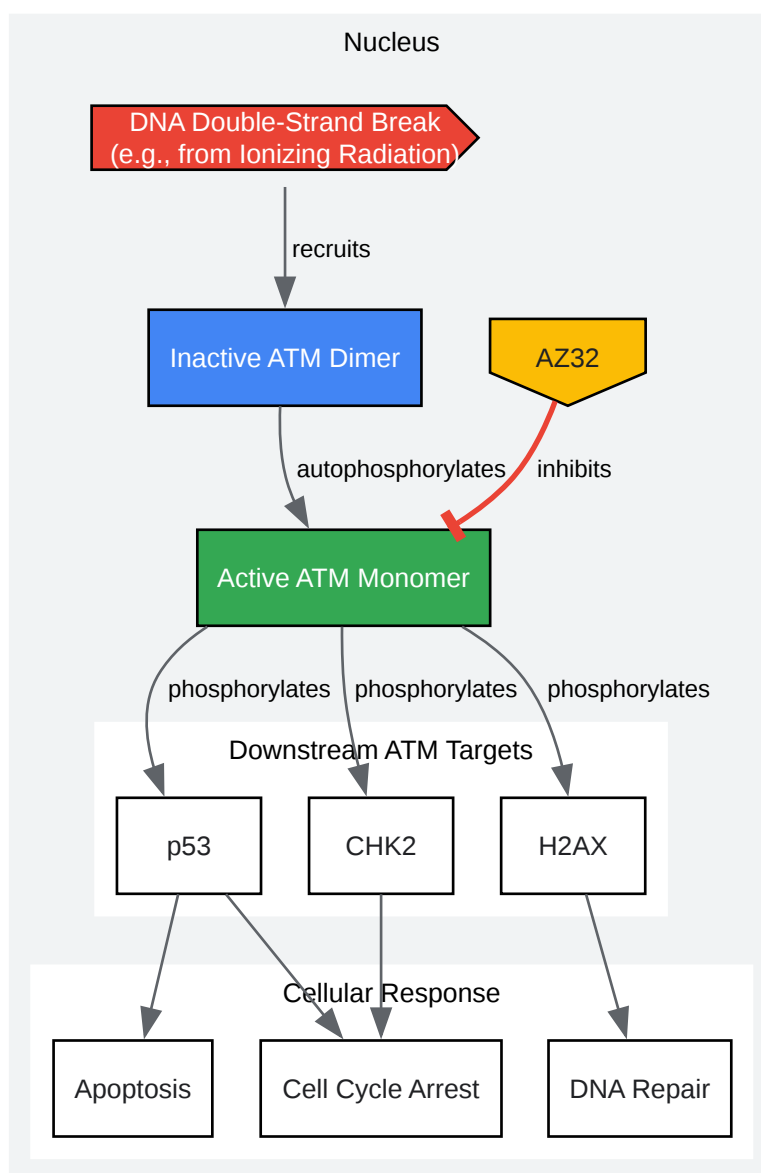 Nucleus
DNA Double-Strand Break
(e.g., from Ionizing Radiation)
recruits
Inactive ATM Dimer
AZ32
autophosphorylates
inhibits
Active ATM Monomer
phosphorylates
phosphorylates
phosphorylates
Downstream ATM Targets
p53
CHK2
H2AX
Cellular Response
Apoptosis
Cell Cycle Arrest
DNA Repair